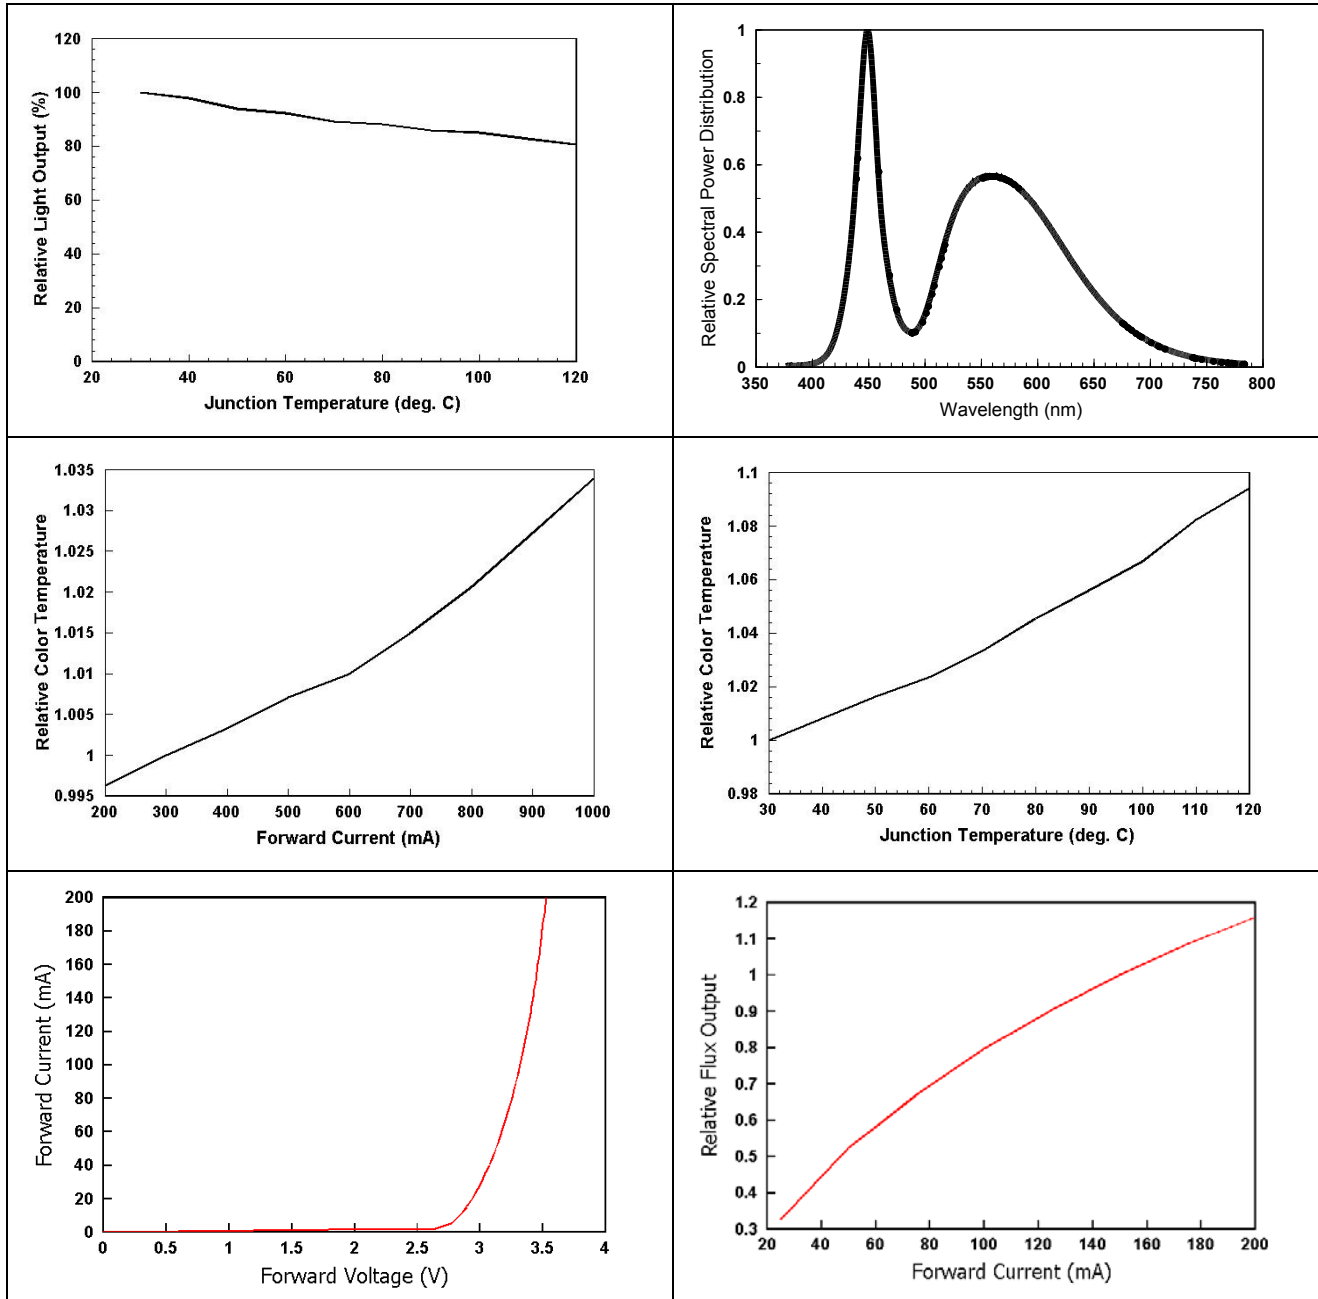 Relative Light Output (%)
120
100
80
60
40
20
0
20 40 60 80 100 120
Junction Temperature (deg. C)
Relative Spectral Power Distribution
1
0.8
0.6
0.4
0.2
0
350 400 450 500 550 600 650 700 750 800
Wavelength (nm)
Relative Color Temperature
1.035
1.03
1.025
1.02
1.015
1.01
1.005
1
0.995
200 300 400 500 600 700 800 900 1000
Forward Current (mA)
Relative Color Temperature
1.1
1.08
1.06
1.04
1.02
1
0.98
30 40 50 60 70 80 90 100 110 120
Junction Temperature (deg. C)
Forward Current (mA)
200
180
160
140
120
100
80
60
40
20
0
0 0.5 1 1.5 2 2.5 3 3.5 4
Forward Voltage (V)
Relative Flux Output
1.2
1.1
1
0.9
0.8
0.7
0.6
0.5
0.4
0.3
20 40 60 80 100 120 140 160 180 200
Forward Current (mA)